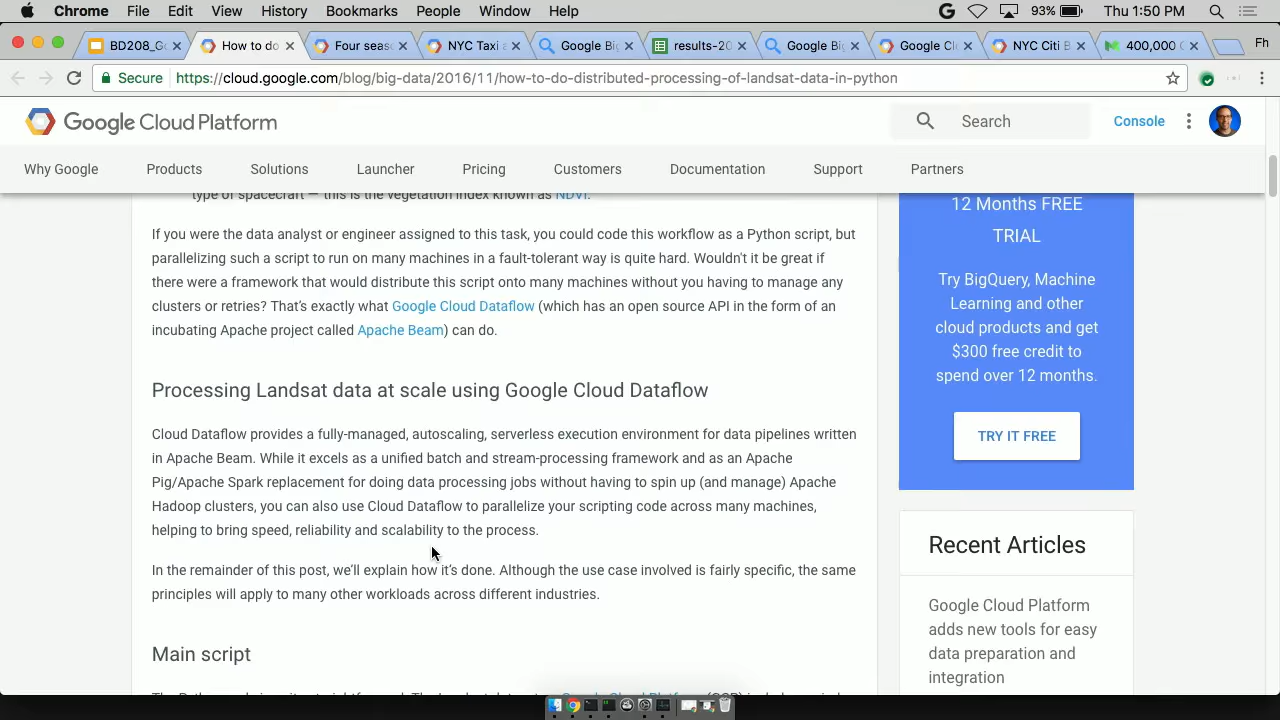 Chrome File Edit View History Bookmarks People Window Help 93% Thu 1:50 PM
BD208_G How to do Four seas NYC Taxi a Google Bi results-20 Google Bi Google Cl NYC Citi B 400,000 Fh
Secure https://cloud.google.com/blog/big-data/2016/11/how-to-do-distributed-processing-of-landsat-data-in-python
Google Cloud Platform Search Console
Why Google Products Solutions Launcher Pricing Customers Documentation Support Partners
type of spacecraft — this is the vegetation index known as NDVI.
If you were the data analyst or engineer assigned to this task, you could code this workflow as a Python script, but
parallelizing such a script to run on many machines in a fault-tolerant way is quite hard. Wouldn't it be great if
there were a framework that would distribute this script onto many machines without you having to manage any
clusters or retries? That's exactly what Google Cloud Dataflow (which has an open source API in the form of an
incubating Apache project called Apache Beam) can do.
Processing Landsat data at scale using Google Cloud Dataflow
Cloud Dataflow provides a fully-managed, autoscaling, serverless execution environment for data pipelines written
in Apache Beam. While it excels as a unified batch and stream-processing framework and as an Apache
Pig/Apache Spark replacement for doing data processing jobs without having to spin up (and manage) Apache
Hadoop clusters, you can also use Cloud Dataflow to parallelize your scripting code across many machines,
helping to bring speed, reliability and scalability to the process.
In the remainder of this post, we'll explain how it's done. Although the use case involved is fairly specific, the same
principles will apply to many other workloads across different industries.
Main script
12 Months FREE
TRIAL
Try BigQuery, Machine
Learning and other
cloud products and get
$300 free credit to
spend over 12 months.
TRY IT FREE
Recent Articles
Google Cloud Platform
adds new tools for easy
data preparation and
integration